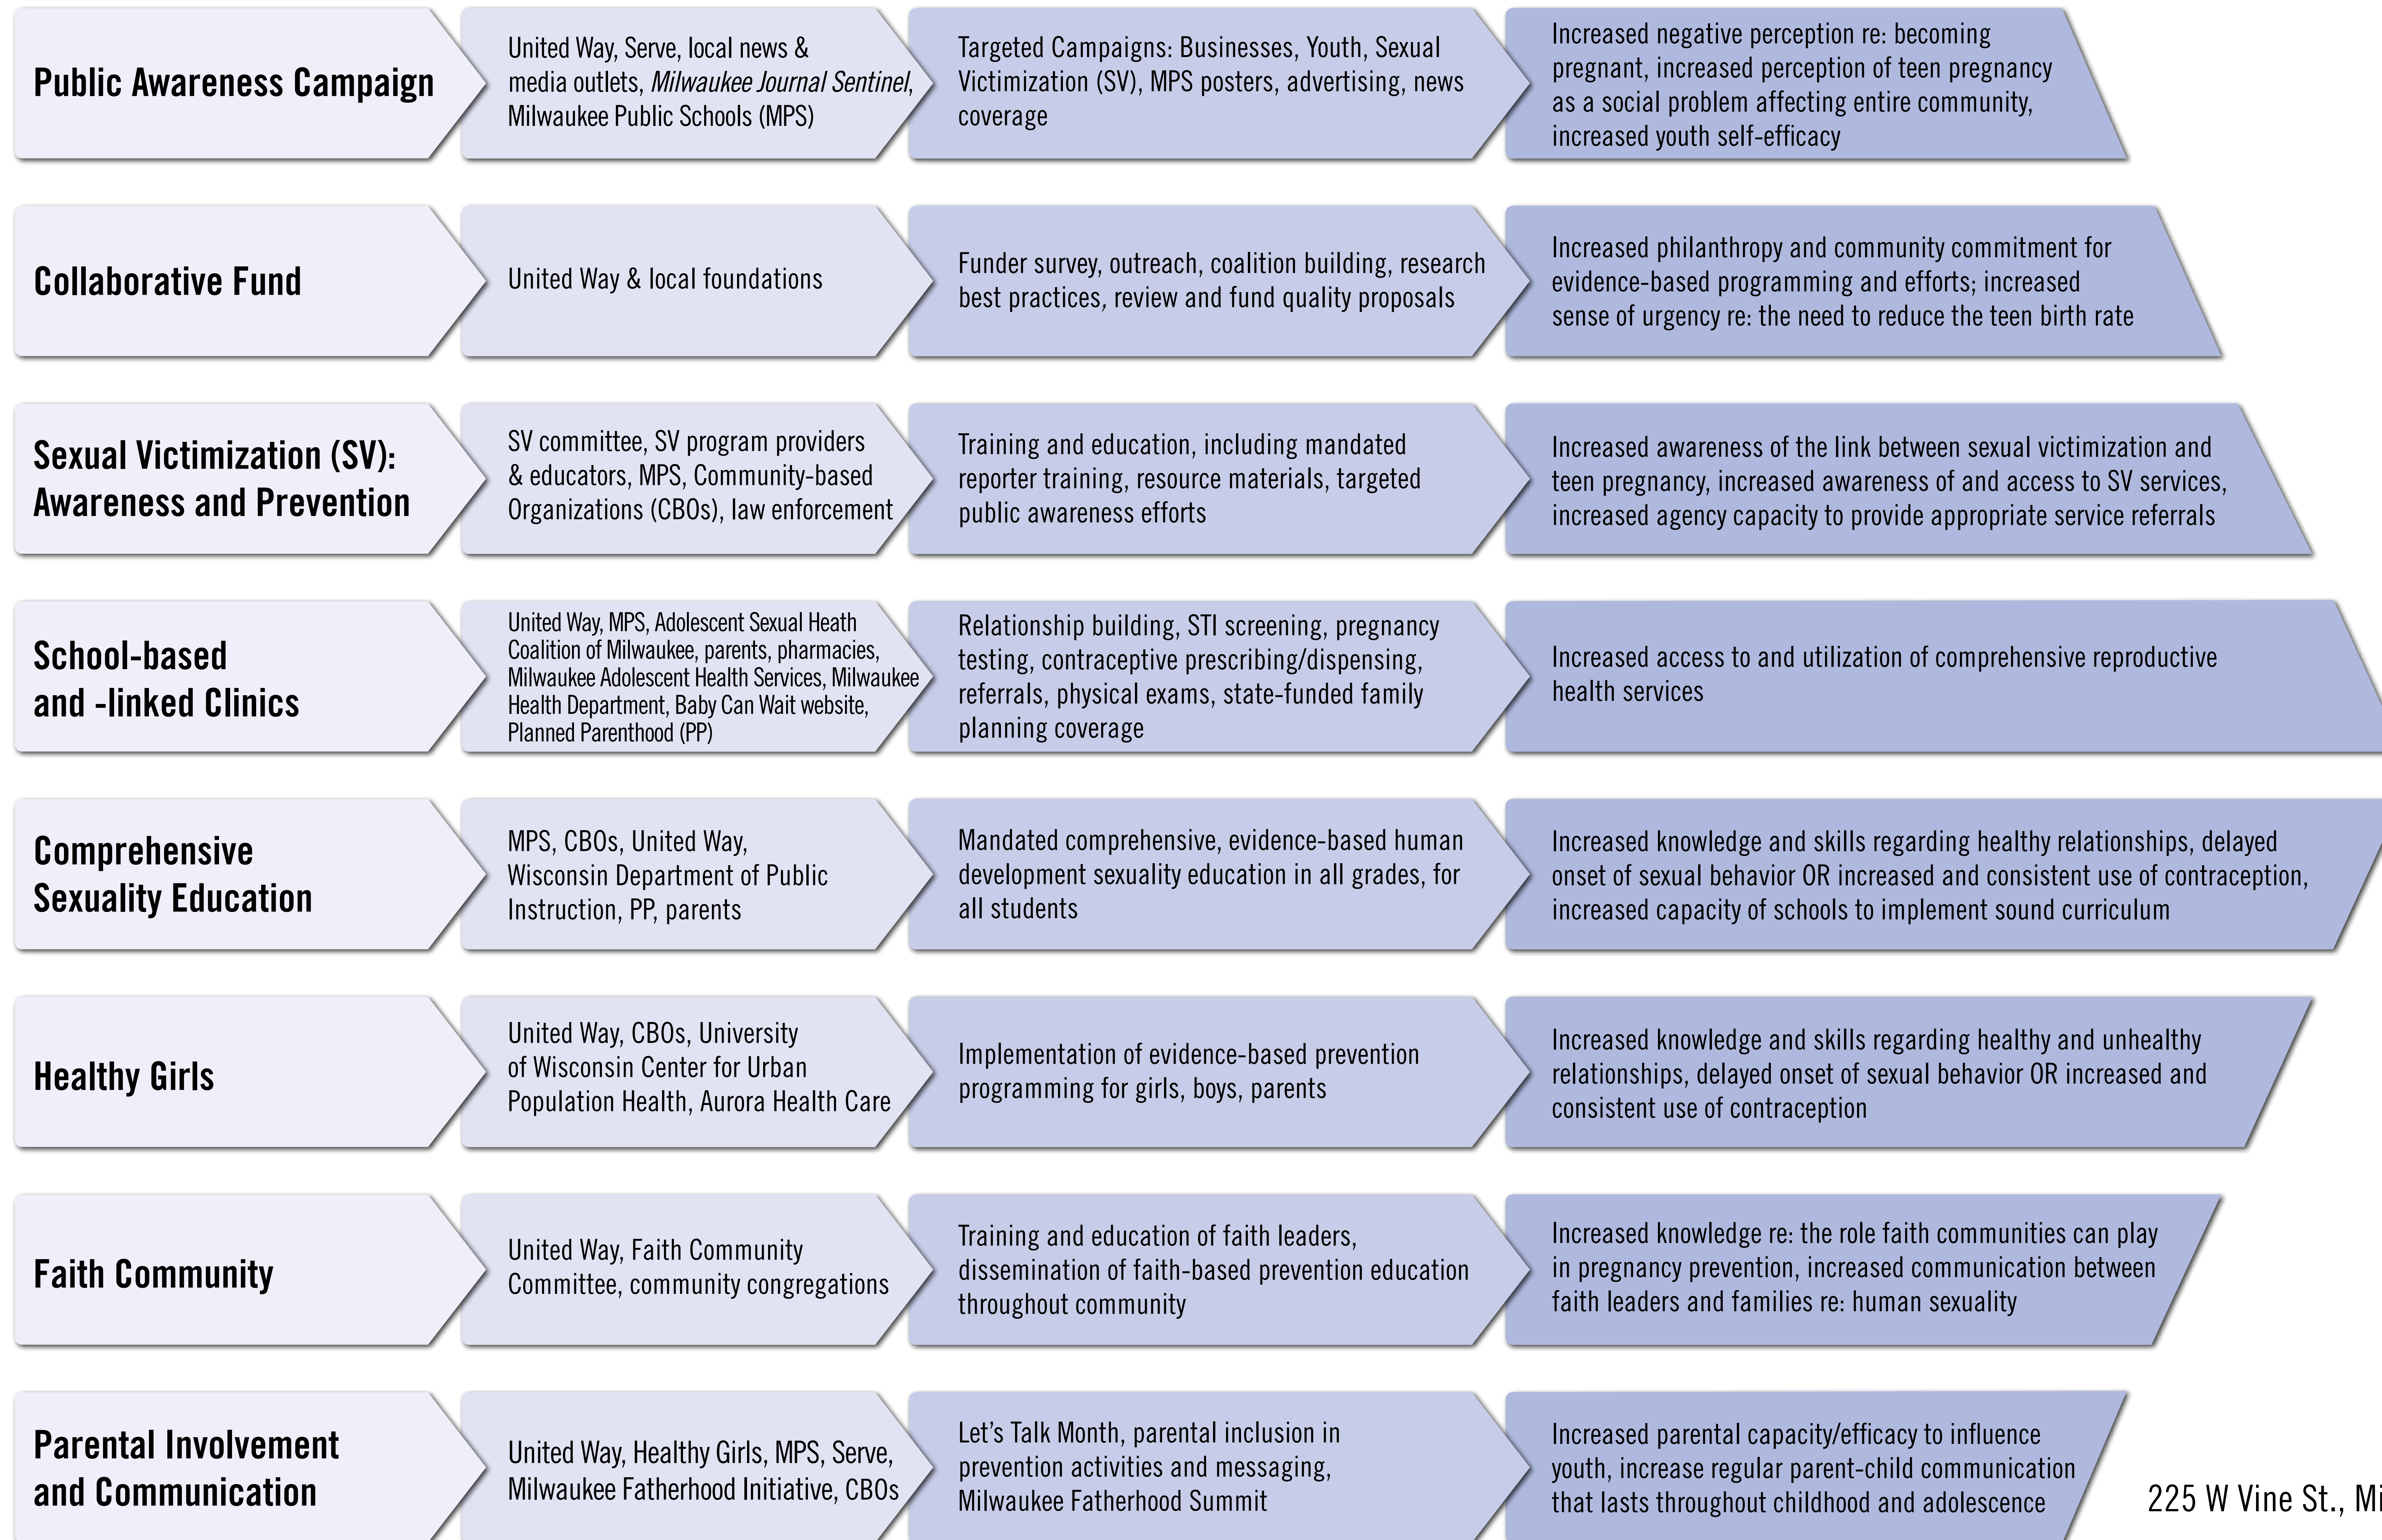 Public Awareness Campaign
United Way, Serve, local news &
media outlets, Milwaukee Journal Sentinel,
Milwaukee Public Schools (MPS)
Targeted Campaigns: Businesses, Youth, Sexual
Victimization (SV), MPS posters, advertising, news
coverage
Increased negative perception re: becoming
pregnant, increased perception of teen pregnancy
as a social problem affecting entire community,
increased youth self-efficacy
Collaborative Fund
United Way & local foundations
Funder survey, outreach, coalition building, research
best practices, review and fund quality proposals
Increased philanthropy and community commitment for
evidence-based programming and efforts; increased
sense of urgency re: the need to reduce the teen birth rate
Sexual Victimization (SV):
Awareness and Prevention
SV committee, SV program providers
& educators, MPS, Community-based
Organizations (CBOs), law enforcement
Training and education, including mandated
reporter training, resource materials, targeted
public awareness efforts
Increased awareness of the link between sexual victimization and
teen pregnancy, increased awareness of and access to SV services,
increased agency capacity to provide appropriate service referrals
School-based
and -linked Clinics
United Way, MPS, Adolescent Sexual Heath
Coalition of Milwaukee, parents, pharmacies,
Milwaukee Adolescent Health Services, Milwaukee
Health Department, Baby Can Wait website,
Planned Parenthood (PP)
Relationship building, STI screening, pregnancy
testing, contraceptive prescribing/dispensing,
referrals, physical exams, state-funded family
planning coverage
Increased access to and utilization of comprehensive reproductive
health services
Comprehensive
Sexuality Education
MPS, CBOs, United Way,
Wisconsin Department of Public
Instruction, PP, parents
Mandated comprehensive, evidence-based human
development sexuality education in all grades, for
all students
Increased knowledge and skills regarding healthy relationships, delayed
onset of sexual behavior OR increased and consistent use of contraception,
increased capacity of schools to implement sound curriculum
Healthy Girls
United Way, CBOs, University
of Wisconsin Center for Urban
Population Health, Aurora Health Care
Implementation of evidence-based prevention
programming for girls, boys, parents
Increased knowledge and skills regarding healthy and unhealthy
relationships, delayed onset of sexual behavior OR increased and
consistent use of contraception
Faith Community
United Way, Faith Community
Committee, community congregations
Training and education of faith leaders,
dissemination of faith-based prevention education
throughout community
Increased knowledge re: the role faith communities can play
in pregnancy prevention, increased communication between
faith leaders and families re: human sexuality
Parental Involvement
and Communication
United Way, Healthy Girls, MPS, Serve,
Milwaukee Fatherhood Initiative, CBOs
Let's Talk Month, parental inclusion in
prevention activities and messaging,
Milwaukee Fatherhood Summit
Increased parental capacity/efficacy to influence
youth, increase regular parent-child communication
that lasts throughout childhood and adolescence
225 W Vine St.,